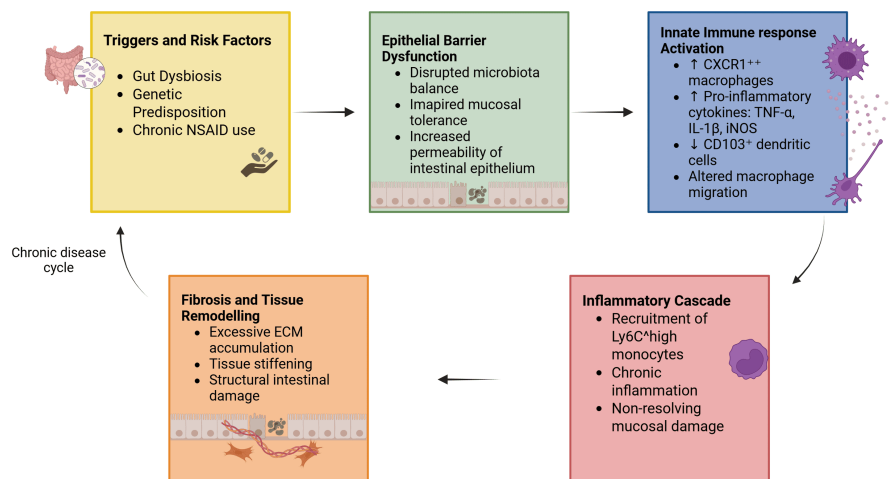 Triggers and Risk Factors
• Gut Dysbiosis
• Genetic
Predisposition
• Chronic NSAID use
Epithelial Barrier
Dysfunction
• Disrupted microbiota
balance
• Imapired mucosal
tolerance
• Increased
permeability of
intestinal epithelium
Innate Immune response
Activation
• ↑ CXCR1⁺⁺
macrophages
• ↑ Pro-inflammatory
cytokines: TNF-α,
IL-1β, iNOS
• ↓ CD103⁺ dendritic
cells
• Altered macrophage
migration
Inflammatory Cascade
• Recruitment of
Ly6C^high
monocytes
• Chronic
inflammation
• Non-resolving
mucosal damage
Fibrosis and Tissue
Remodelling
• Excessive ECM
accumulation
• Tissue stiffening
• Structural intestinal
damage
Chronic disease
cycle